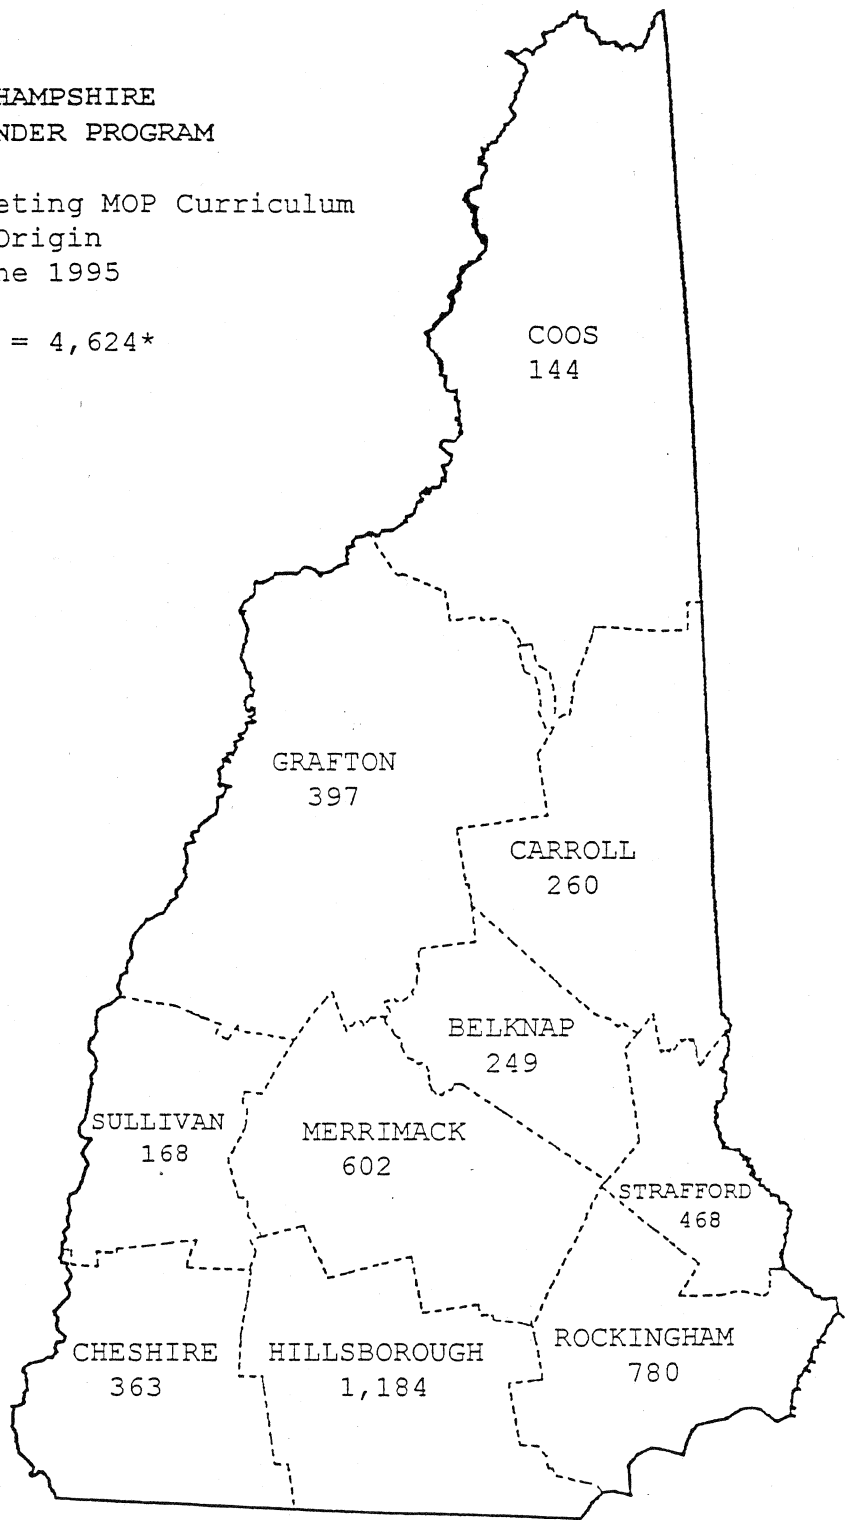 HAMPSHIRE
NDER PROGRAM
eting MOP Curriculum
Origin
ne 1995
= 4,624*
COOS
144
GRAFTON
397
CARROLL
260
BELKNAP
249
SULLIVAN
168
MERRIMACK
602
STRAFFORD
468
CHESHIRE
363
HILLSBOROUGH
1,184
ROCKINGHAM
780